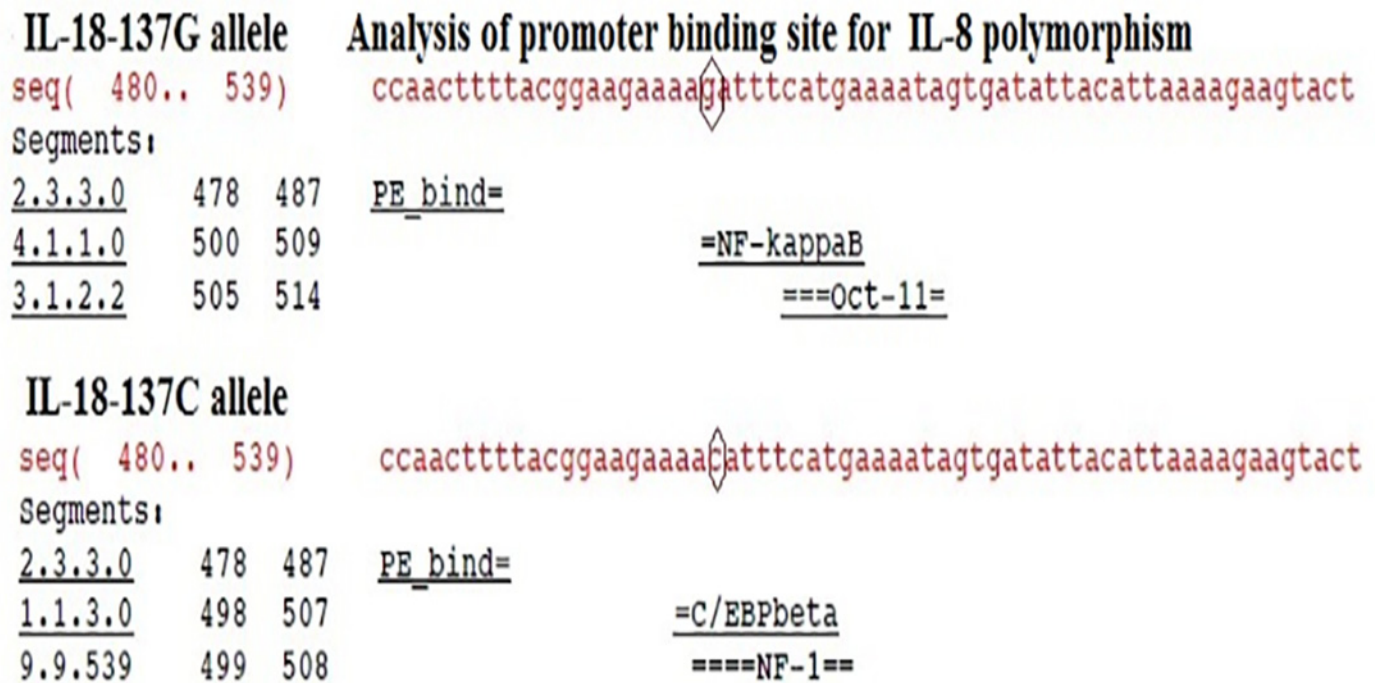 IL-18-137G allele Analysis of promoter binding site for IL-8 polymorphism
seq( 480.. 539) ccaacttttacggaagaaaagatttcatgaaaatagtgatattacattaaaagaagtact
Segments:
2.3.3.0 478 487 PE_bind=
4.1.1.0 500 509 =NF-kappaB
3.1.2.2 505 514 ===Oct-11=
IL-18-137C allele
seq( 480.. 539) ccaacttttacggaagaaaacatttcatgaaaatagtgatattacattaaaagaagtact
Segments:
2.3.3.0 478 487 PE_bind=
1.1.3.0 498 507 =C/EBPbeta
9.9.539 499 508 ====NF-1==